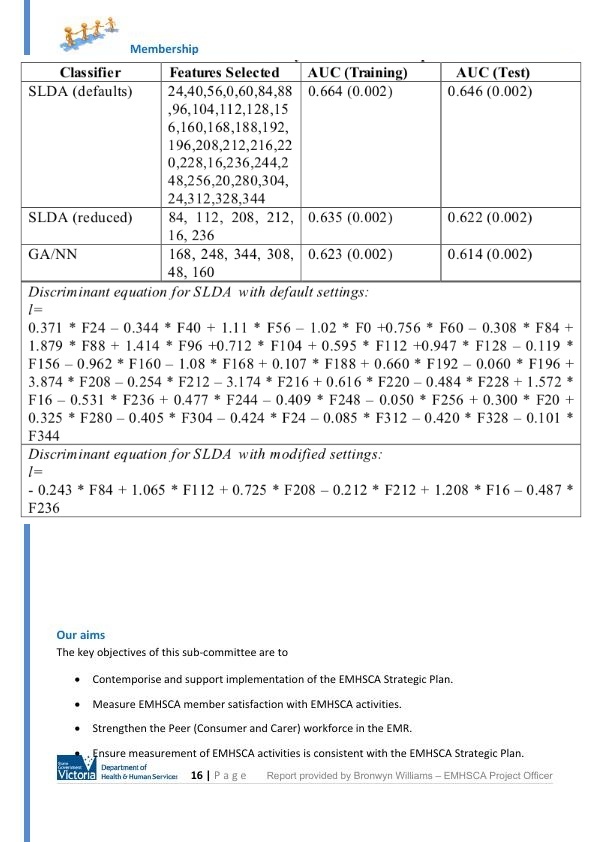 Membership
Classifier Features Selected AUC (Training) AUC (Test)
SLDA (defaults) 24,40,56,0,60,84,88 0.664 (0.002) 0.646 (0.002)
,96,104,112,128,15
6,160,168,188,192,
196,208,212,216,22
0,228,16,236,244,2
48,256,20,280,304,
24,312,328,344
SLDA (reduced) 84, 112, 208, 212, 0.635 (0.002) 0.622 (0.002)
16, 236
GA/NN 168, 248, 344, 308, 0.623 (0.002) 0.614 (0.002)
48, 160
Discriminant equation for SLDA with default settings:
l=
0.371 * F24 – 0.344 * F40 + 1.11 * F56 – 1.02 * F0 +0.756 * F60 – 0.308 * F84 +
1.879 * F88 + 1.414 * F96 +0.712 * F104 + 0.595 * F112 +0.947 * F128 – 0.119 *
F156 – 0.962 * F160 – 1.08 * F168 + 0.107 * F188 + 0.660 * F192 – 0.060 * F196 +
3.874 * F208 – 0.254 * F212 – 3.174 * F216 + 0.616 * F220 – 0.484 * F228 + 1.572 *
F16 – 0.531 * F236 + 0.477 * F244 – 0.409 * F248 – 0.050 * F256 + 0.300 * F20 +
0.325 * F280 – 0.405 * F304 – 0.424 * F24 – 0.085 * F312 – 0.420 * F328 – 0.101 *
F344
Discriminant equation for SLDA with modified settings:
l=
- 0.243 * F84 + 1.065 * F112 + 0.725 * F208 – 0.212 * F212 + 1.208 * F16 – 0.487 *
F236
Our aims
The key objectives of this sub-committee are to
• Contemporise and support implementation of the EMHSCA Strategic Plan.
• Measure EMHSCA member satisfaction with EMHSCA activities.
• Strengthen the Peer (Consumer and Carer) workforce in the EMR.
• Ensure measurement of EMHSCA activities is consistent with the EMHSCA Strategic Plan.
State
Government
Victoria
Department of
Health & Human Services
16 | Page Report provided by Bronwyn Williams – EMHSCA Project Officer